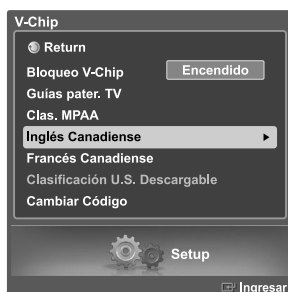 V-Chip
Return
Bloqueo V-Chip Encendido
Guías pater. TV
Clas. MPAA
Inglés Canadiense
Francés Canadiense
Clasificación U.S. Descargable
Cambiar Código
Setup
Ingresar